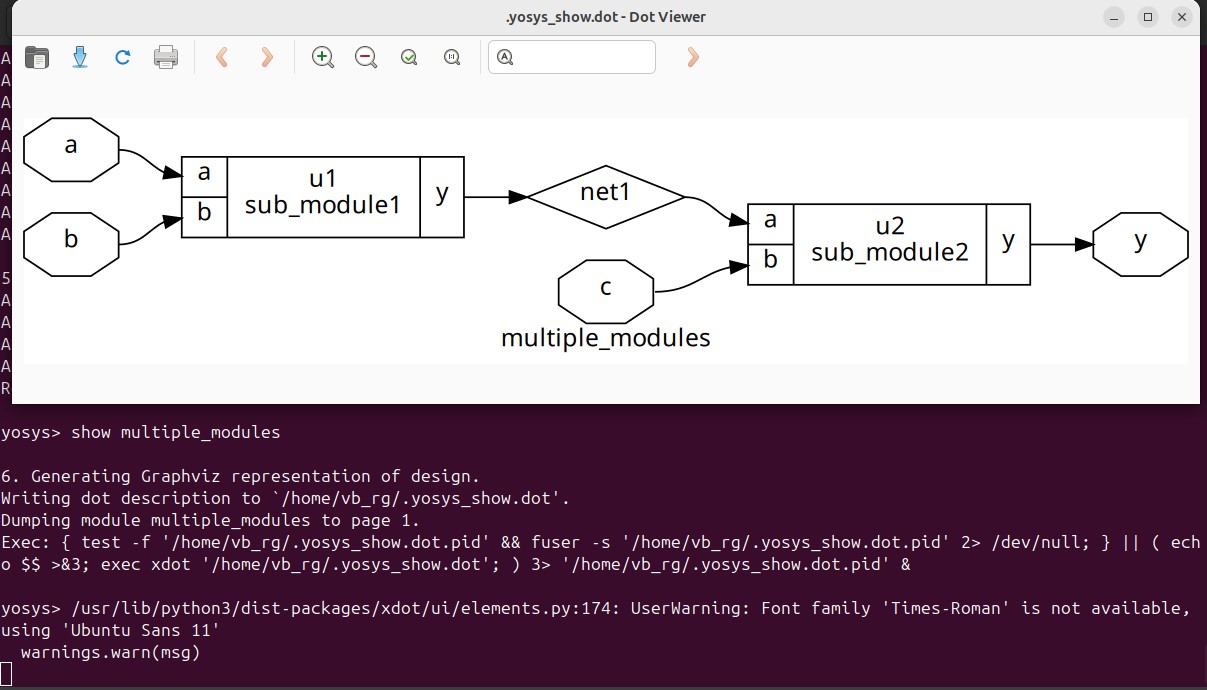 .yosys_show.dot - Dot Viewer
a
a
u1
y
b
sub_module1
b
net1
a
u2
y
y
b
sub_module2
c
multiple_modules
A
A
A
A
A
A
A
A
A
5
A
A
A
A
R
yosys> show multiple_modules
6. Generating Graphviz representation of design.
Writing dot description to `/home/vb_rg/.yosys_show.dot'.
Dumping module multiple_modules to page 1.
Exec: { test -f '/home/vb_rg/.yosys_show.dot.pid' && fuser -s '/home/vb_rg/.yosys_show.dot.pid' 2> /dev/null; } || ( ech
o $$ >&3; exec xdot '/home/vb_rg/.yosys_show.dot'; ) 3> '/home/vb_rg/.yosys_show.dot.pid' &
yosys> /usr/lib/python3/dist-packages/xdot/ui/elements.py:174: UserWarning: Font family 'Times-Roman' is not available,
using 'Ubuntu Sans 11'
warnings.warn(msg)